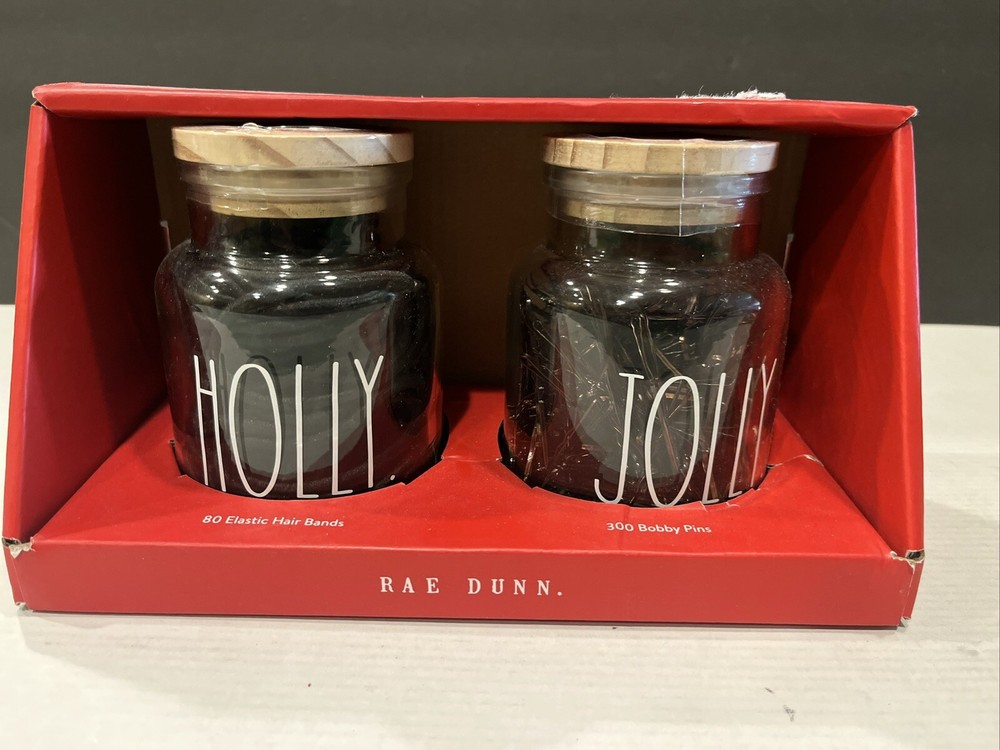 HOLLY.
JOLLY
80 Elastic Hair Bands
300 Bobby Pins
RAE DUNN.